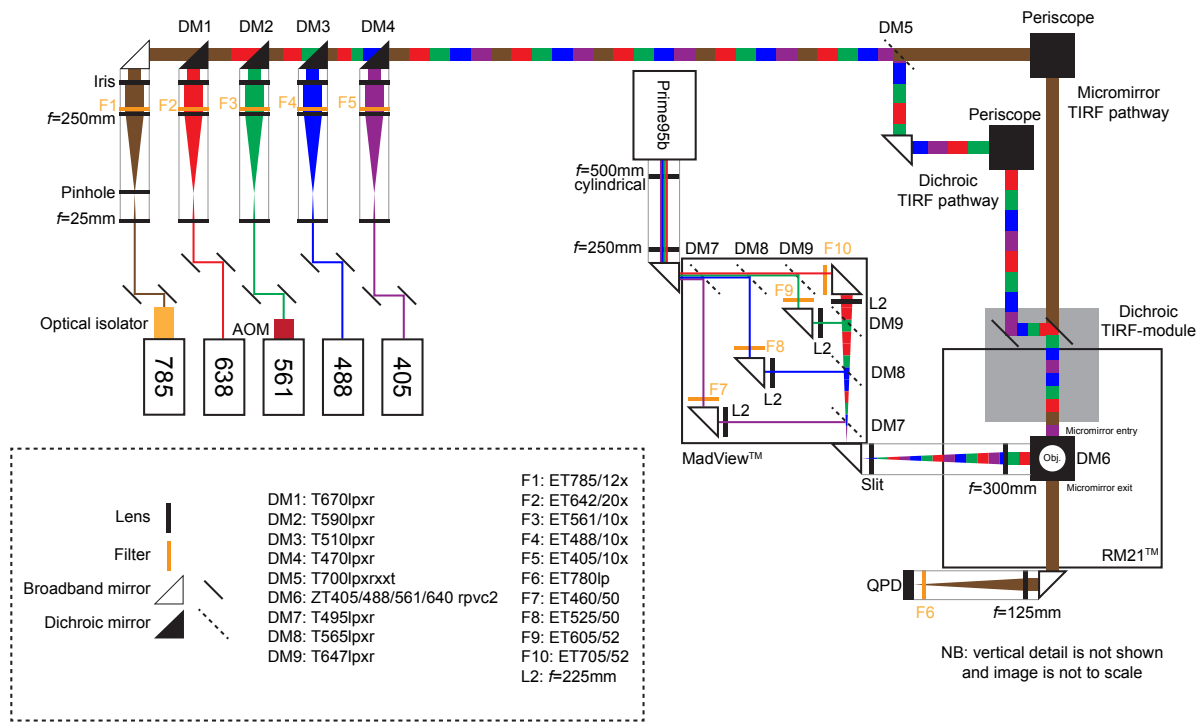 DM1
DM2
DM3
DM4
DM5
Periscope
Micromirror
TIRF pathway
Iris
F1
F2
F3
F4
F5
f=250mm
Pinhole
f=25mm
Optical isolator
AOM
785
638
561
488
405
Prime95b
f=500mm
cylindrical
f=250mm
Periscope
Dichroic
TIRF pathway
DM7
DM8
DM9
F10
F9
L2
L2
DM9
F8
L2
DM8
F7
L2
DM7
MadView™
Dichroic
TIRF-module
Micromirror entry
Obj.
DM6
Micromirror exit
Slit
f=300mm
RM21™
QPD
F6
f=125mm
NB: vertical detail is not shown
and image is not to scale
Lens
Filter
Broadband mirror
Dichroic mirror
DM1: T670lpxr
DM2: T590lpxr
DM3: T510lpxr
DM4: T470lpxr
DM5: T700lpxrxxt
DM6: ZT405/488/561/640 rpvc2
DM7: T495lpxr
DM8: T565lpxr
DM9: T647lpxr
F1: ET785/12x
F2: ET642/20x
F3: ET561/10x
F4: ET488/10x
F5: ET405/10x
F6: ET780lp
F7: ET460/50
F8: ET525/50
F9: ET605/52
F10: ET705/52
L2: f=225mm